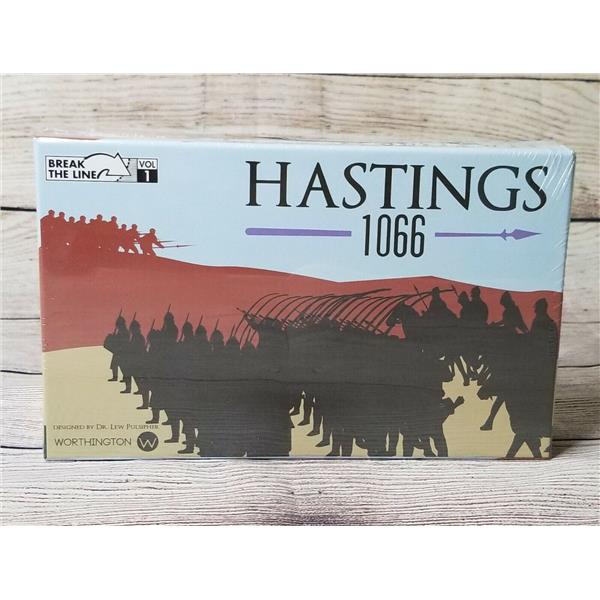 BREAK
THE LINE
VOL
1
HASTINGS
1066
DESIGNED BY DR. LEW PULSIPHER
WORTHINGTON W